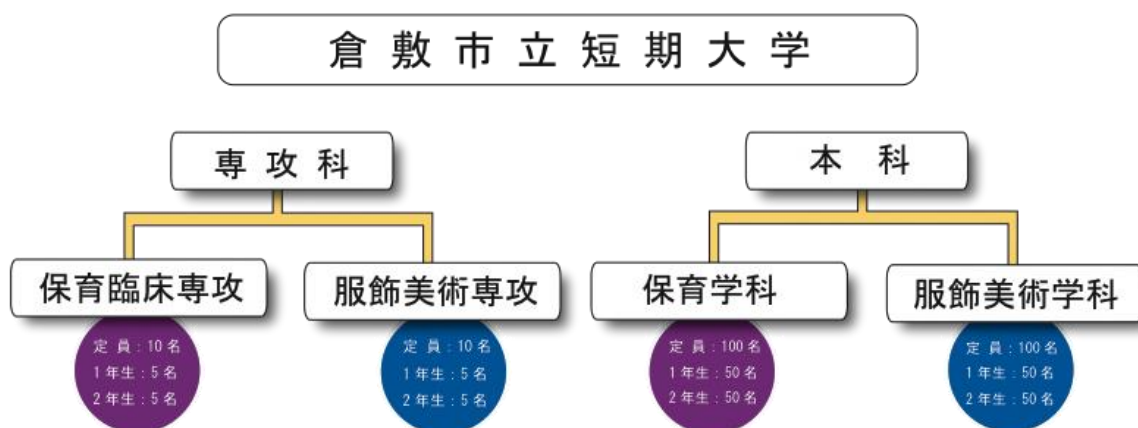 倉敷市立短期大学
専攻科
本科
保育臨床専攻
定員:10名
1年生:5名
2年生:5名
服飾美術専攻
定員:10名
1年生:5名
2年生:5名
保育学科
定員:100名
1年生:50名
2年生:50名
服飾美術学科
定員:100名
1年生:50名
2年生:50名